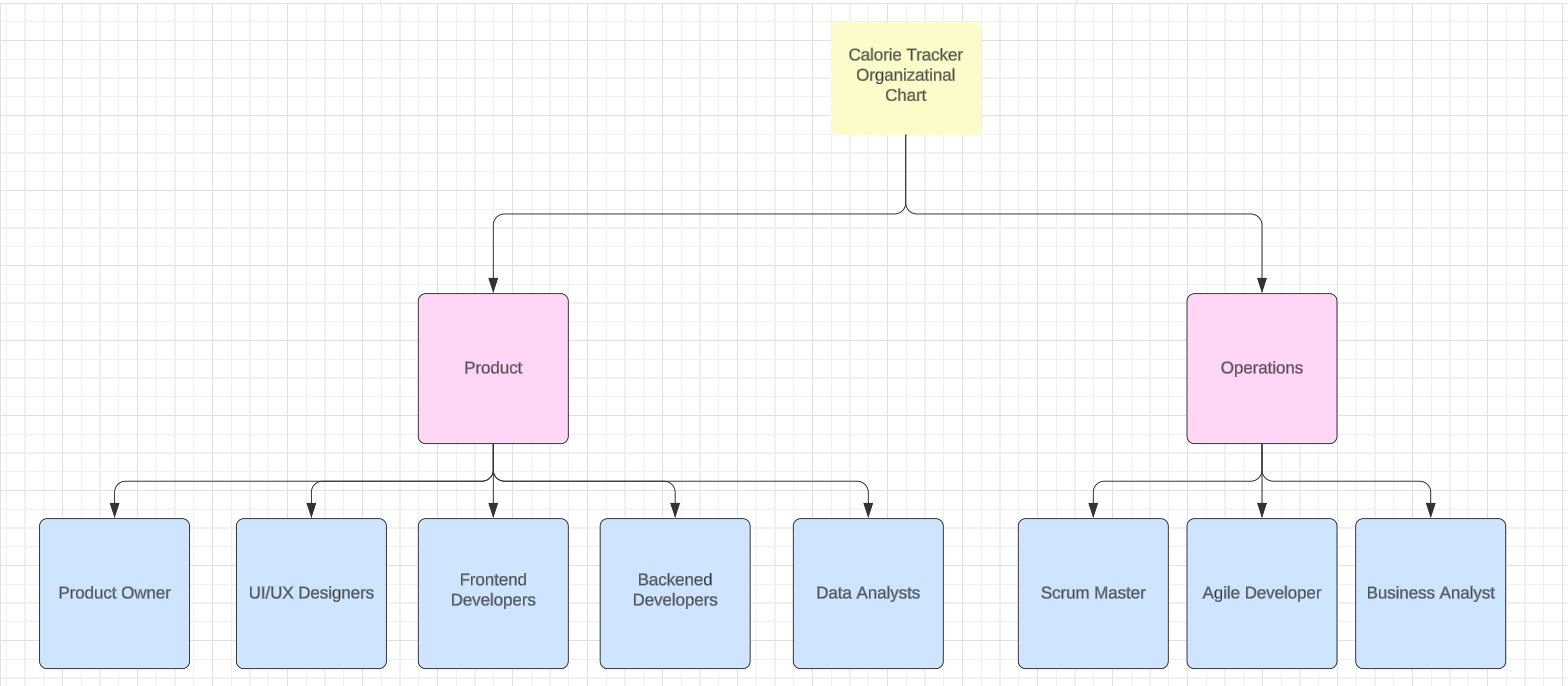 Calorie Tracker
Organizatinal
Chart
Product
Operations
Product Owner
UI/UX Designers
Frontend
Developers
Backened
Developers
Data Analysts
Scrum Master
Agile Developer
Business Analyst